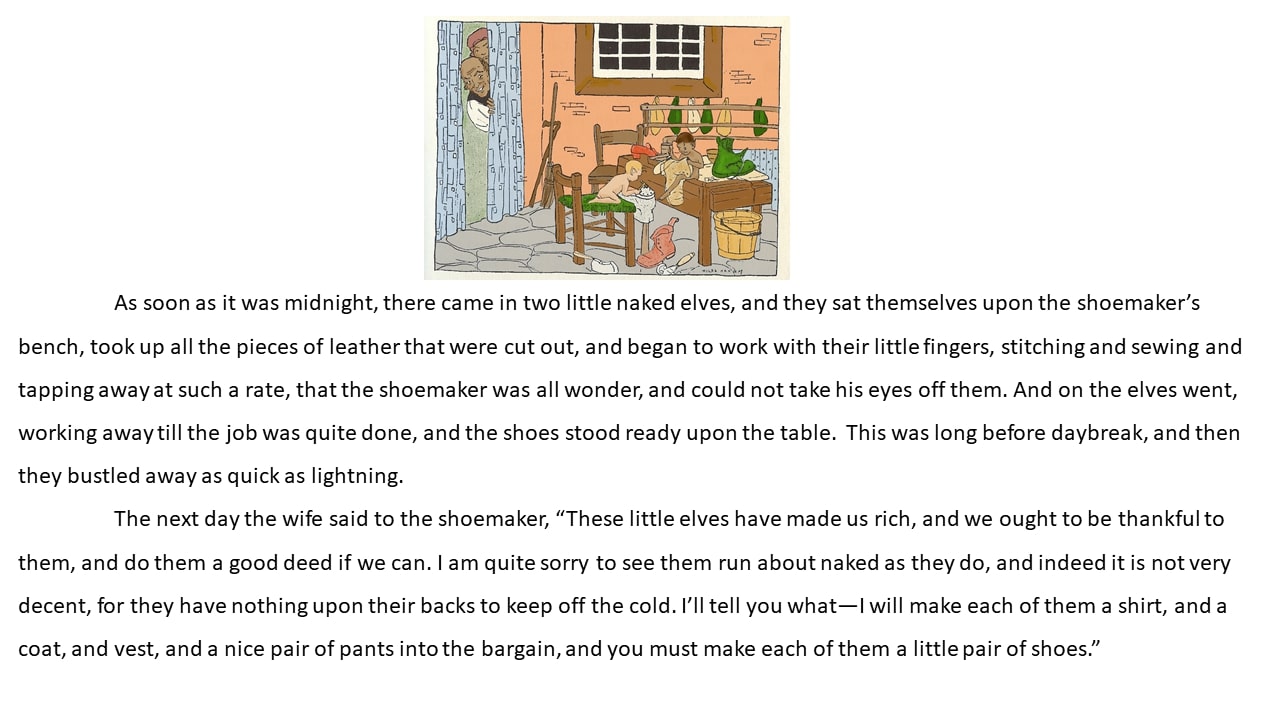 As soon as it was midnight, there came in two little naked elves, and they sat themselves upon the shoemaker’s
bench, took up all the pieces of leather that were cut out, and began to work with their little fingers, stitching and sewing and
tapping away at such a rate, that the shoemaker was all wonder, and could not take his eyes off them. And on the elves went,
working away till the job was quite done, and the shoes stood ready upon the table.  This was long before daybreak, and then
they bustled away as quick as lightning.
The next day the wife said to the shoemaker, “These little elves have made us rich, and we ought to be thankful to
them, and do them a good deed if we can. I am quite sorry to see them run about naked as they do, and indeed it is not very
decent, for they have nothing upon their backs to keep off the cold. I’ll tell you what—I will make each of them a shirt, and a
coat, and vest, and a nice pair of pants into the bargain, and you must make each of them a little pair of shoes.”